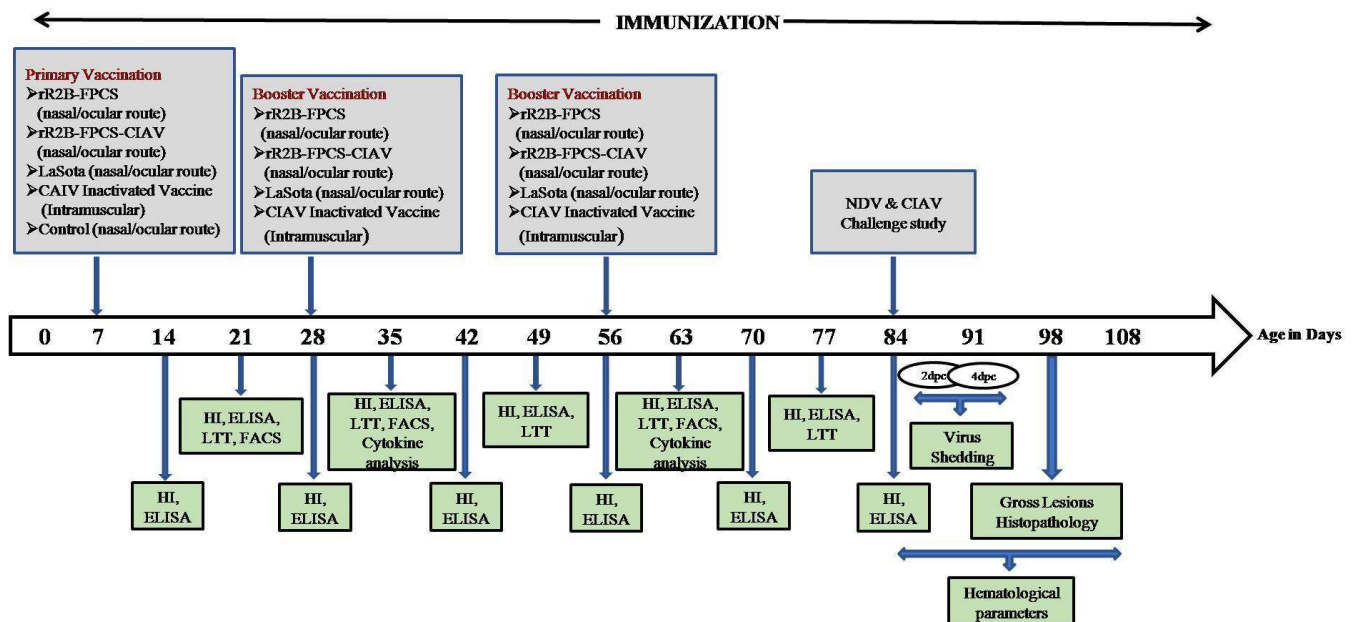 IMMUNIZATION
Primary Vaccination
➢rR2B-FPCS
(nasal/ocular route)
➢rR2B-FPCS-CIAV
(nasal/ocular route)
➢LaSota (nasal/ocular route)
➢CAIV Inactivated Vaccine
(Intramuscular)
➢Control (nasal/ocular route)
Booster Vaccination
➢rR2B-FPCS
(nasal/ocular route)
➢rR2B-FPCS-CIAV
(nasal/ocular route)
➢LaSota (nasal/ocular route)
➢CIAV Inactivated Vaccine
(Intramuscular)
Booster Vaccination
➢rR2B-FPCS
(nasal/ocular route)
➢rR2B-FPCS-CIAV
(nasal/ocular route)
➢LaSota (nasal/ocular route)
➢CIAV Inactivated Vaccine
(Intramuscular)
NDV & CIAV
Challenge study
0 7 14 21 28 35 42 49 56 63 70 77 84 91 98 108 Age in Days
2dpc 4dpc
HI, ELISA,
LTT, FACS
HI, ELISA,
LTT, FACS,
Cytokine
analysis
HI, ELISA,
LTT
HI, ELISA,
LTT, FACS,
Cytokine
analysis
HI, ELISA,
LTT
Virus
Shedding
HI,
ELISA
HI,
ELISA
HI,
ELISA
HI,
ELISA
HI,
ELISA
HI,
ELISA
Gross Lesions
Histopathology
Hematological
parameters